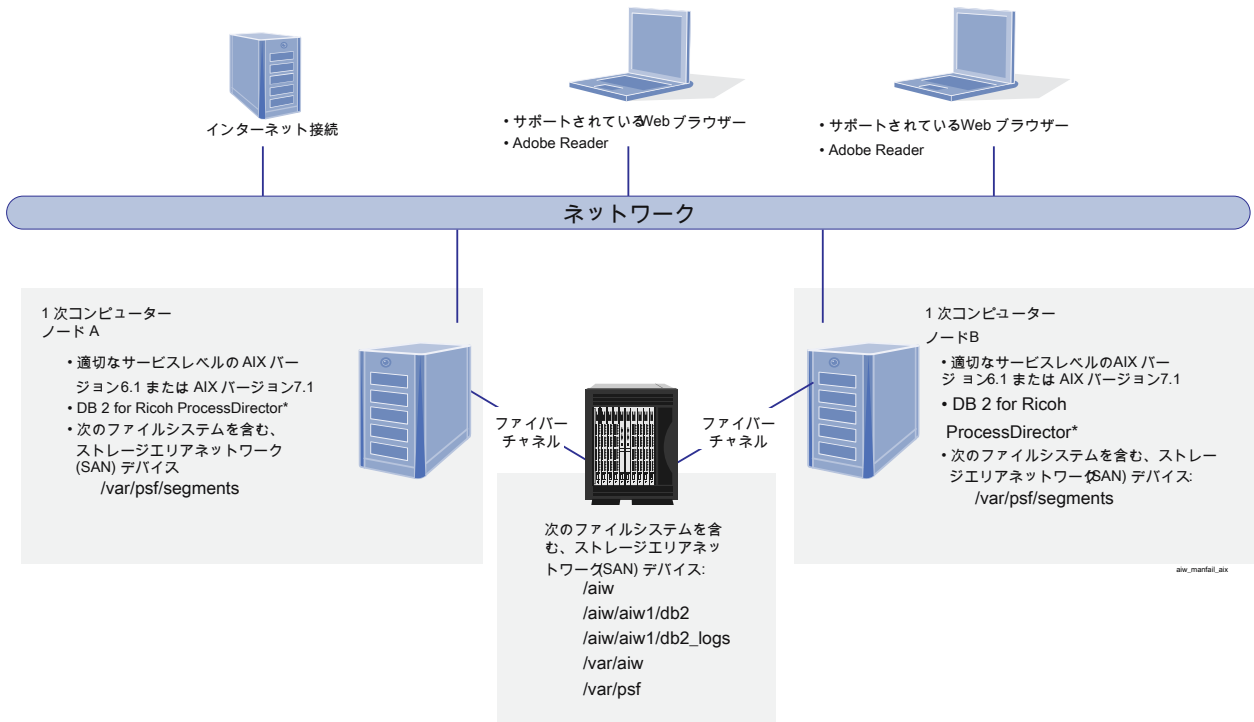 インターネット接続
• サポートされているWeb ブラウザー
• Adobe Reader
• サポートされているWeb ブラウザー
• Adobe Reader
ネットワーク
1 次コンピューター
ノード A
• 適切なサービスレベルの AIX バー
ジョン6.1 または AIX バージョン7.1
• DB 2 for Ricoh ProcessDirector*
• 次のファイルシステムを含む、
ストレージエリアネットワーク
(SAN) デバイス
/var/psf/segments
ファイバー
チャネル
ファイバー
チャネル
次のファイルシステムを含
む、ストレージエリアネッ
トワーク(SAN) デバイス:
/aiw
/aiw/aiw1/db2
/aiw/aiw1/db2_logs
/var/aiw
/var/psf
1 次コンピューター
ノードB
• 適切なサービスレベルのAIX バー
ジ ョン6.1 または AIX バージョン7.1
• DB 2 for Ricoh
ProcessDirector*
• 次のファイルシステムを含む、ストレー
ジエリアネットワーク(SAN) デバイス:
/var/psf/segments
aiw_manfail_aix